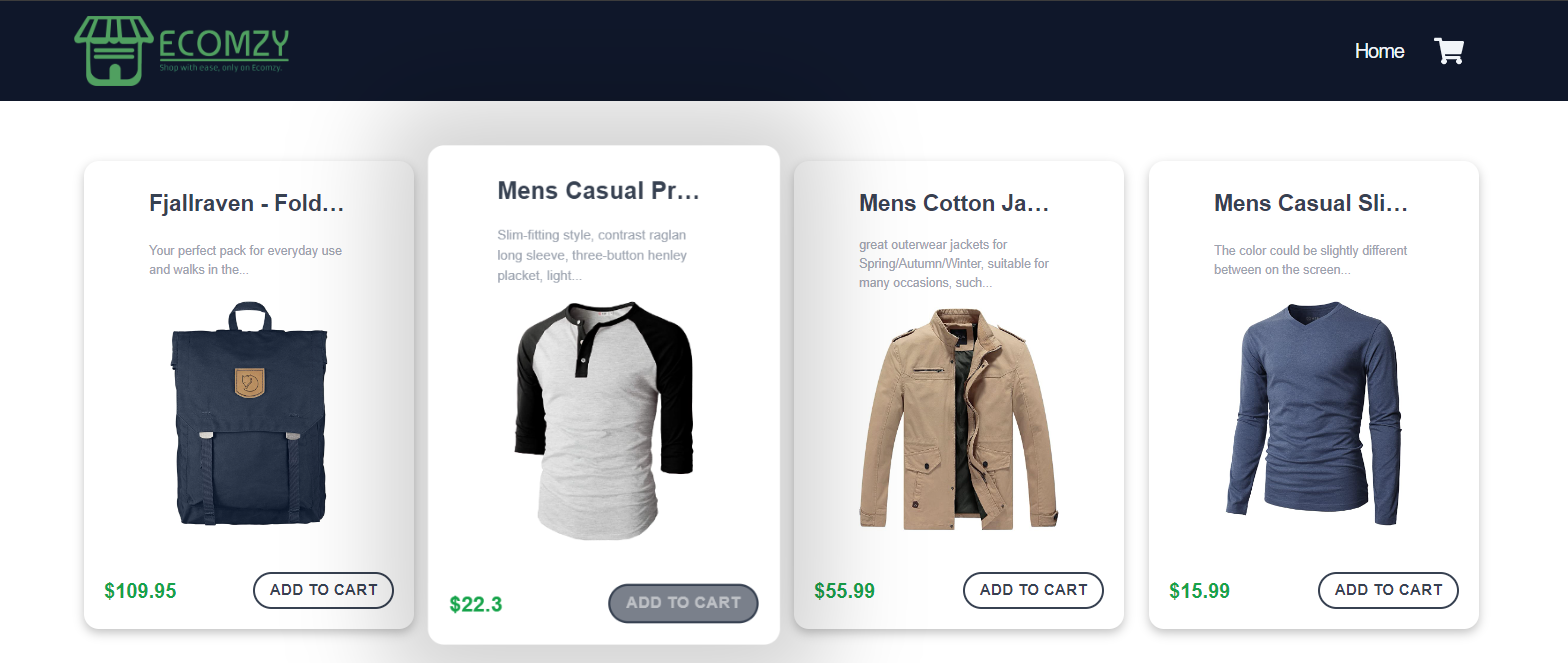 ECOMZY
Shop with ease, only on Ecomzy.
Home
Fjallraven - Fold...
Your perfect pack for everyday use
and walks in the...
$109.95
ADD TO CART
Mens Casual Pr...
Slim-fitting style, contrast raglan
long sleeve, three-button henley
placket, light...
$22.3
ADD TO CART
Mens Cotton Ja...
great outerwear jackets for
Spring/Autumn/Winter, suitable for
many occasions, such...
$55.99
ADD TO CART
Mens Casual Sli...
The color could be slightly different
between on the screen...
$15.99
ADD TO CART